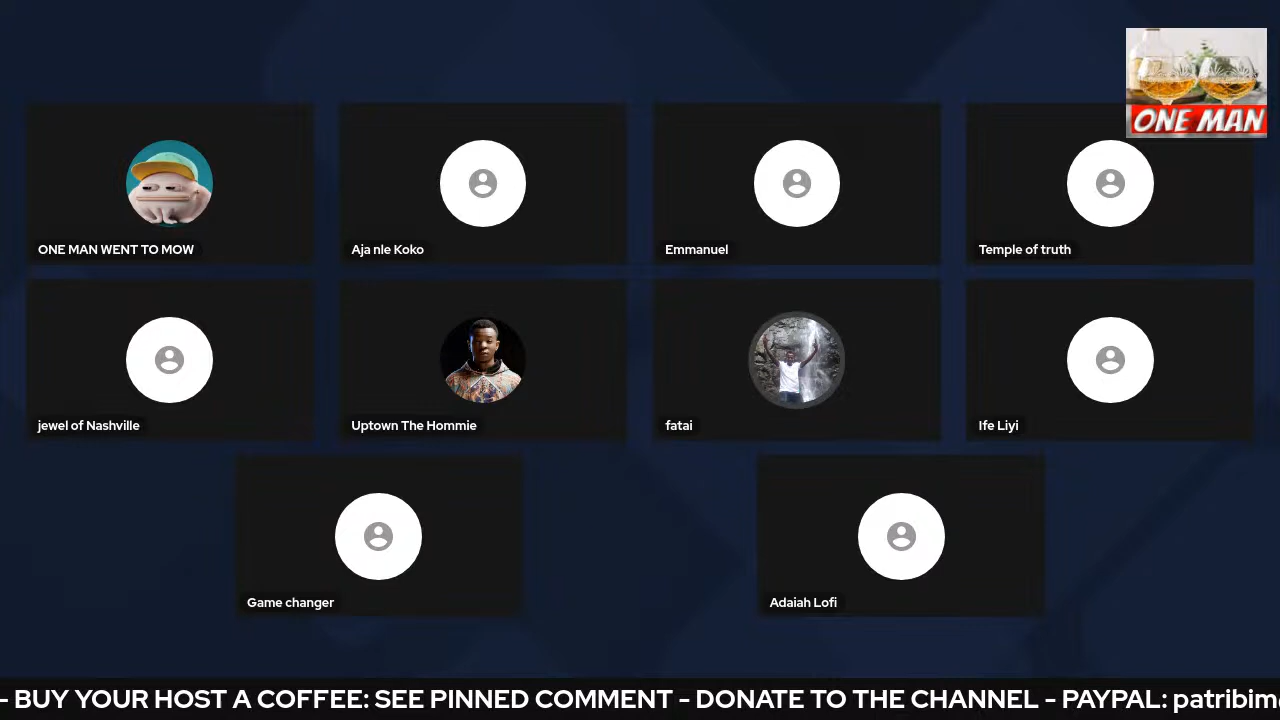 ONE MAN
ONE MAN WENT TO MOW
Aja nle Koko
Emmanuel
Temple of truth
jewel of Nashville
Uptown The Hommie
fatai
Ife Liyi
Game changer
Adaiah Lofi
- BUY YOUR HOST A COFFEE: SEE PINNED COMMENT - DONATE TO THE CHANNEL - PAYPAL: